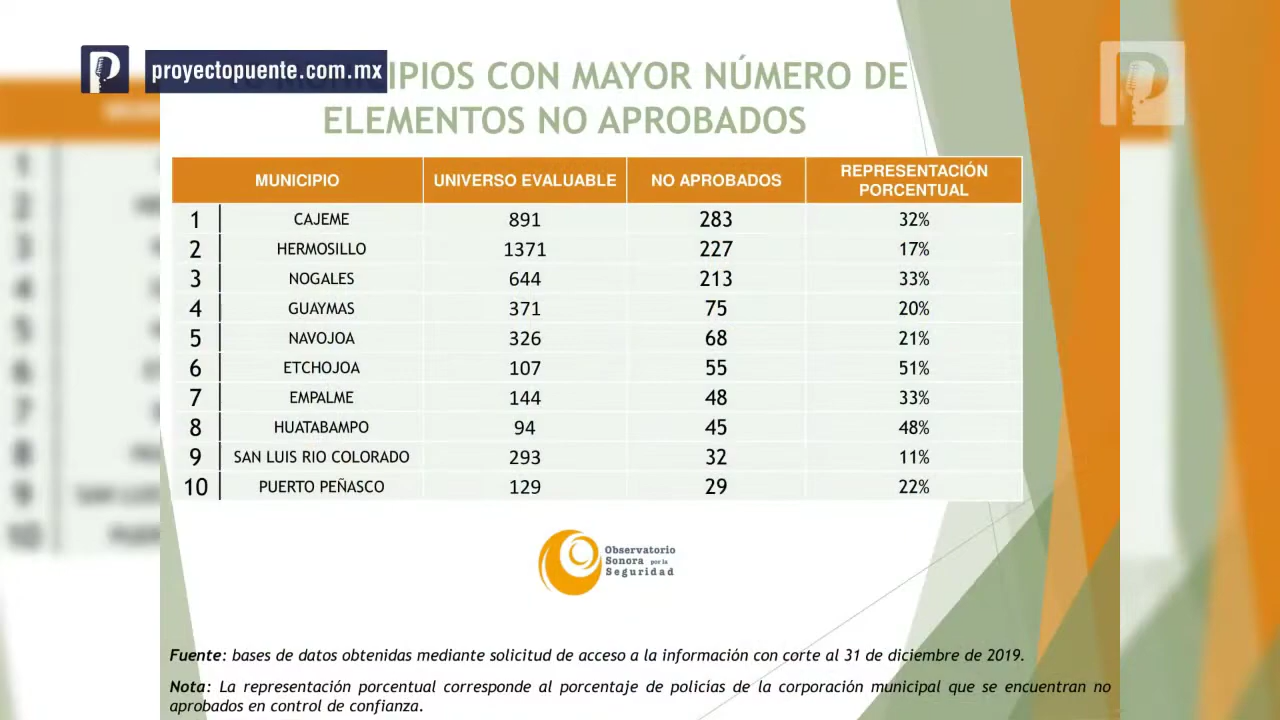 proyectopuente.com.mx
IPIOS CON MAYOR NÚMERO DE
ELEMENTOS NO APROBADOS
MUNICIPIO UNIVERSO EVALUABLE NO APROBADOS REPRESENTACIÓN PORCENTUAL
1 CAJEME 891 283 32%
2 HERMOSILLO 1371 227 17%
3 NOGALES 644 213 33%
4 GUAYMAS 371 75 20%
5 NAVOJOA 326 68 21%
6 ETCHOJOA 107 55 51%
7 EMPALME 144 48 33%
8 HUATABAMPO 94 45 48%
9 SAN LUIS RIO COLORADO 293 32 11%
10 PUERTO PEÑASCO 129 29 22%
Observatorio
Sonora por la
Seguridad
Fuente: bases de datos obtenidas mediante solicitud de acceso a la información con corte al 31 de diciembre de 2019.
Nota: La representación porcentual corresponde al porcentaje de policías de la corporación municipal que se encuentran no
aprobados en control de confianza.